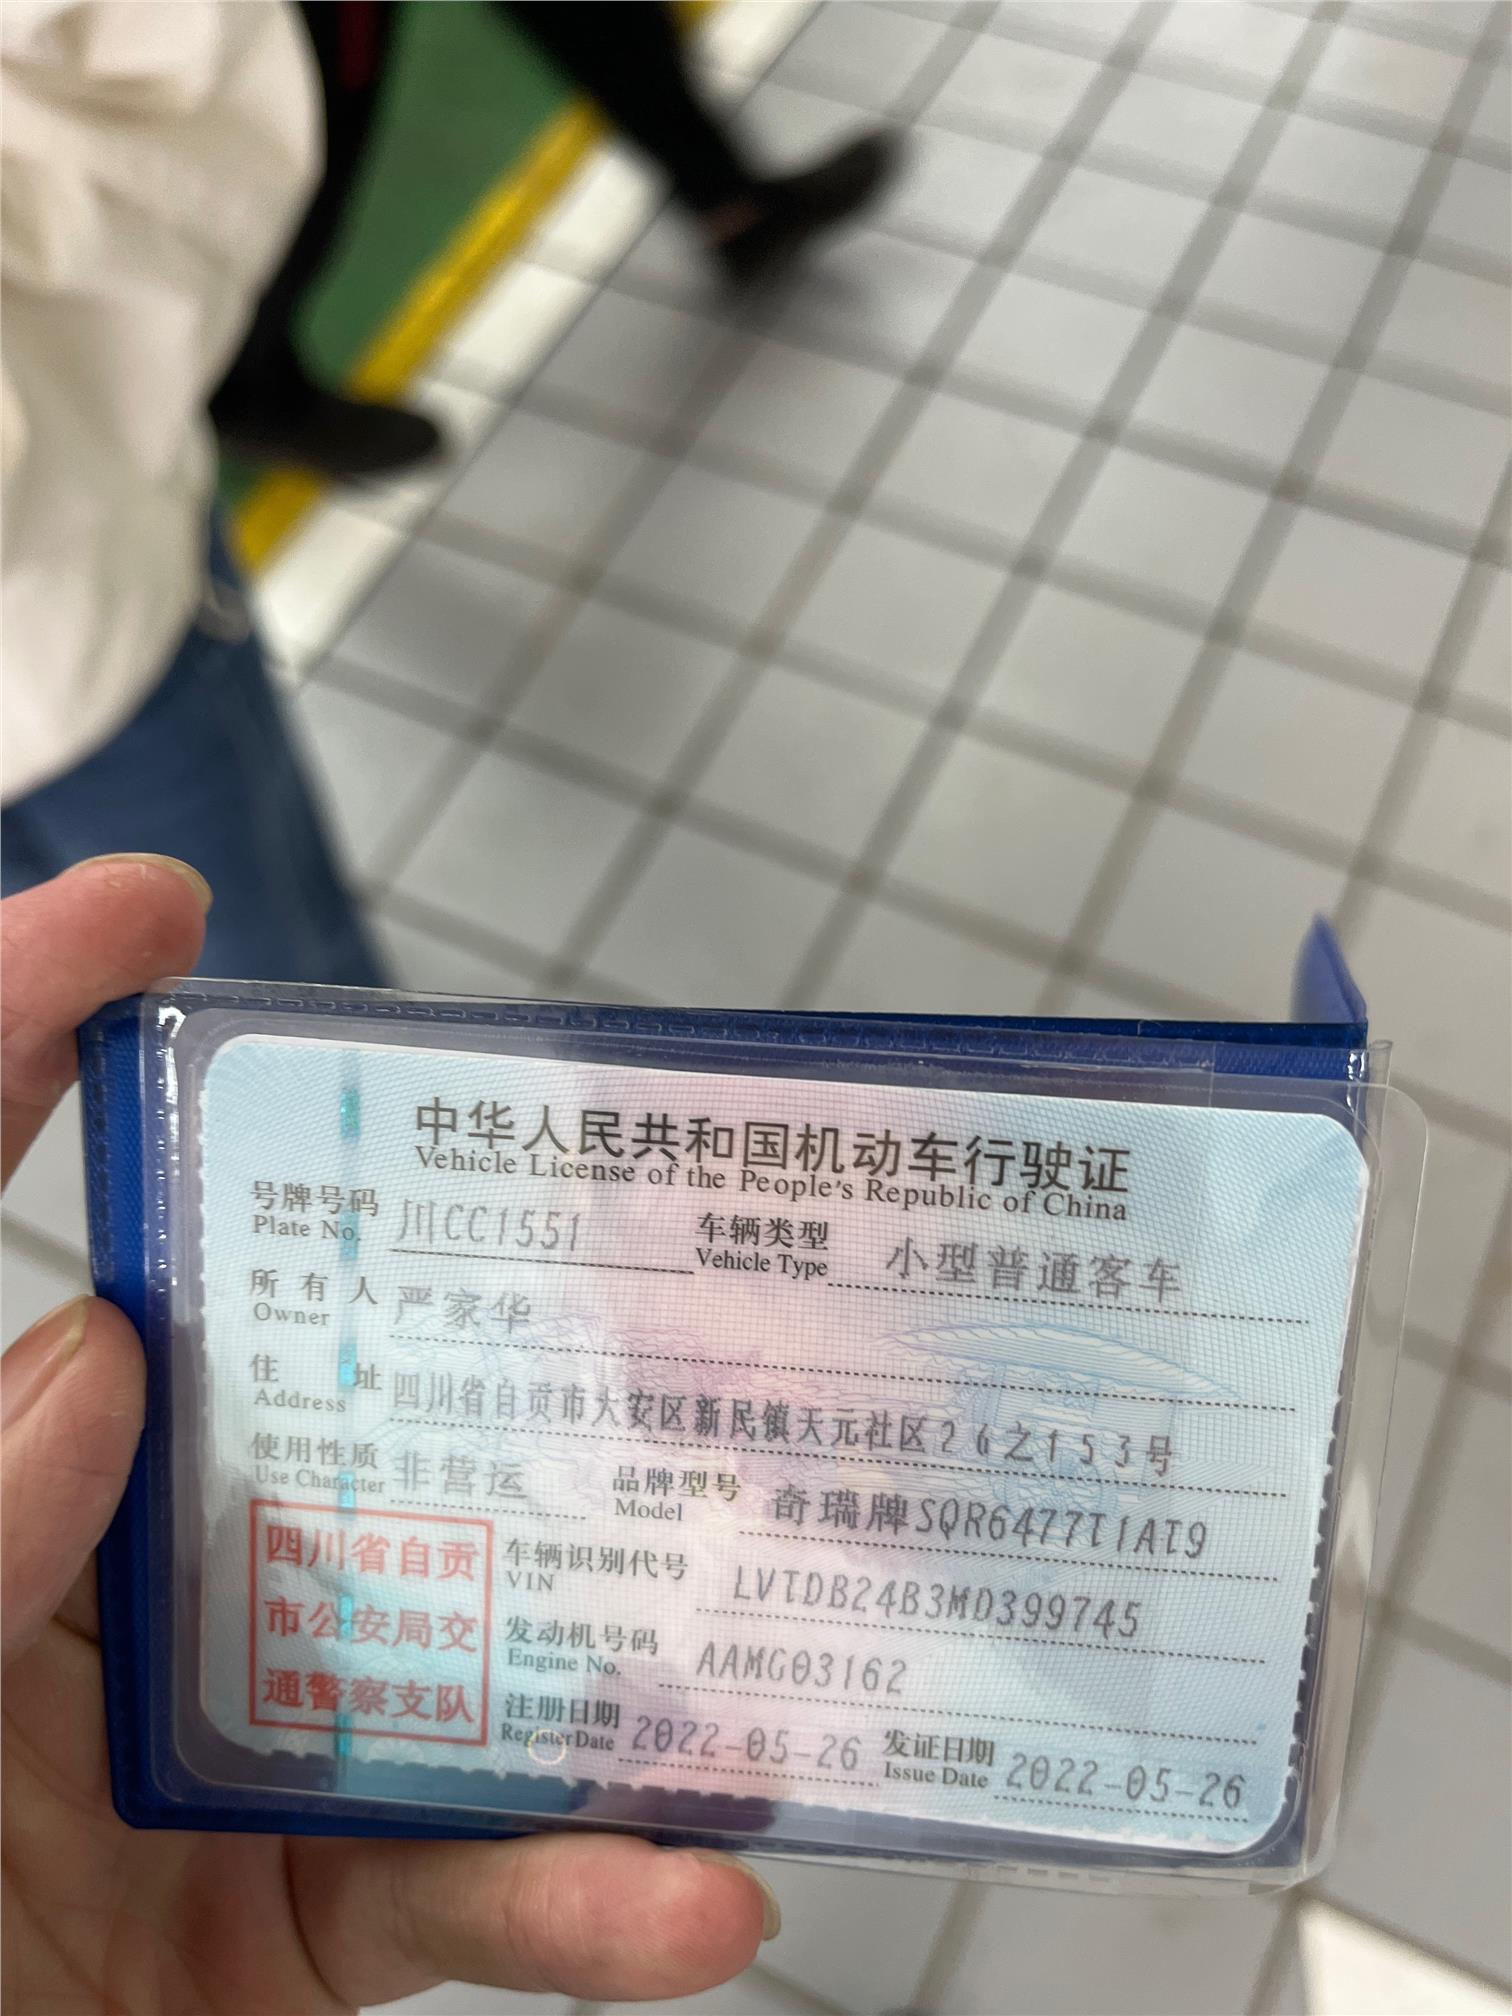 中华人民共和国机动车行驶证
Vehicle License of the People's Republic of China
号牌号码 川CC1551 车辆类型 小型普通客车
Plate No. Vehicle Type
所有人 严家华
Owner
住址 四川省自贡市大安区新民镇天元社区26之153号
Address
使用性质 非营运 品牌型号 奇瑞牌SQR6477T1AT9
Use Character Model
四川省自贡
市公安局交
通警察支队
车辆识别代号 LVTDB24B3MD399745
VIN
发动机号码 AAMG03162
Engine No.
注册日期 2022-05-26 发证日期 2022-05-26
Register Date Issue Date